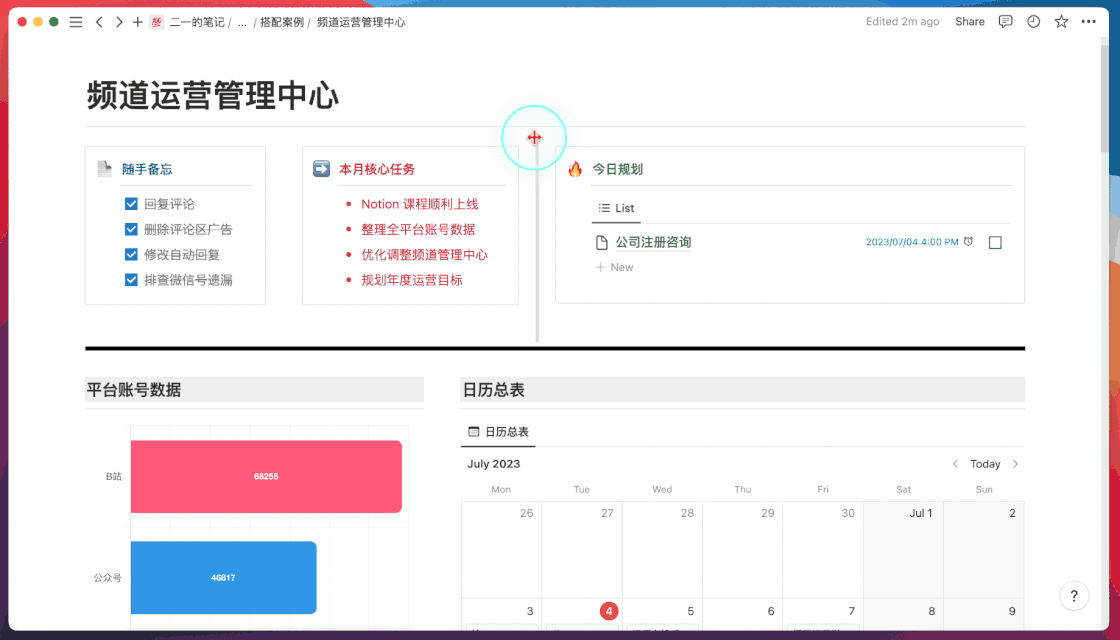 二一的笔记 / ... / 搭配案例 / 频道运营管理中心
Edited 2m ago Share
频道运营管理中心
随手备忘
回复评论
删除评论区广告
修改自动回复
排查微信号遗漏
本月核心任务
Notion 课程顺利上线
整理全平台账号数据
优化调整频道管理中心
规划年度运营目标
今日规划
List
公司注册咨询 2023/07/04 4:00 PM
New
平台账号数据
B站 68255
公众号 46817
日历总表
日历总表
July 2023 Today
Mon Tue Wed Thu Fri Sat Sun
26 27 28 29 30 Jul 1 2
3 4 5 6 7 8 9
?